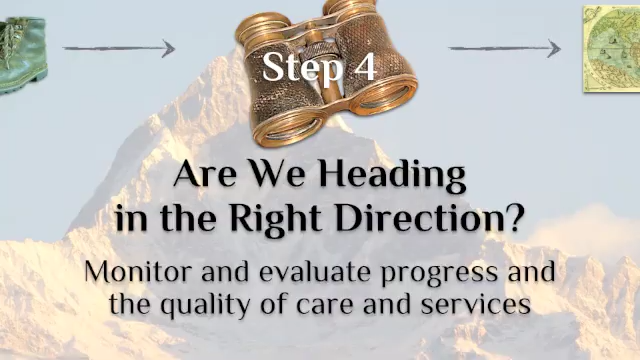 Step 4
Are We Heading
in the Right Direction?
Monitor and evaluate progress and
the quality of care and services